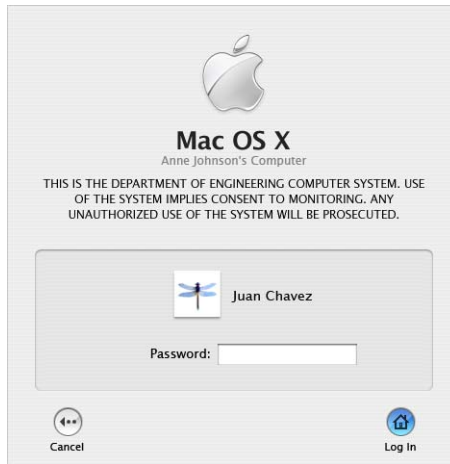 Mac OS X
Anne Johnson's Computer
THIS IS THE DEPARTMENT OF ENGINEERING COMPUTER SYSTEM. USE
OF THE SYSTEM IMPLIES CONSENT TO MONITORING. ANY
UNAUTHORIZED USE OF THE SYSTEM WILL BE PROSECUTED.
Juan Chavez
Password:
Cancel
Log In